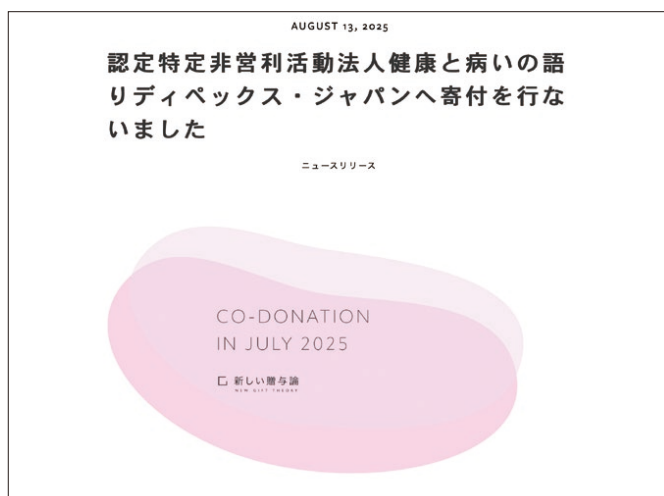 AUGUST 13, 2025
認定特定非営利活動法人健康と病いの語
りディペックス・ジャパンへ寄付を行な
いました
ニュースリリース
CO-DONATION
IN JULY 2025
新しい贈与論
NEW GIFT THEORY